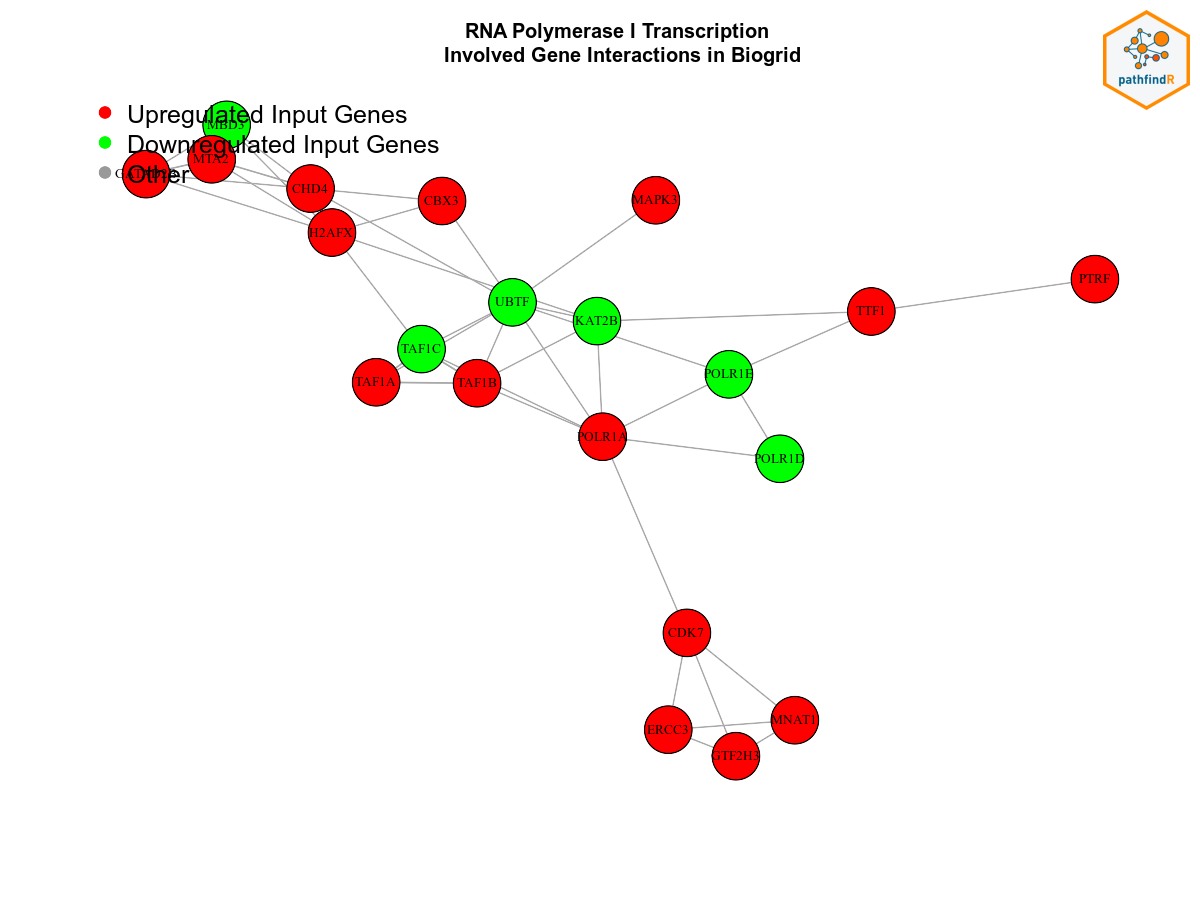 RNA Polymerase I Transcription
Involved Gene Interactions in Biogrid
pathfindR
Upregulated Input Genes
MBD3
Downregulated Input Genes
MTA2
Other
CHD4
CBX3
MAPK3
H2AFX
PTRF
UBTF
TTF1
KAT2B
TAF1C
POLR1E
TAF1A
TAF1B
POLR1A
POLR1D
CDK7
MNAT1
ERCC3
GTF2H3